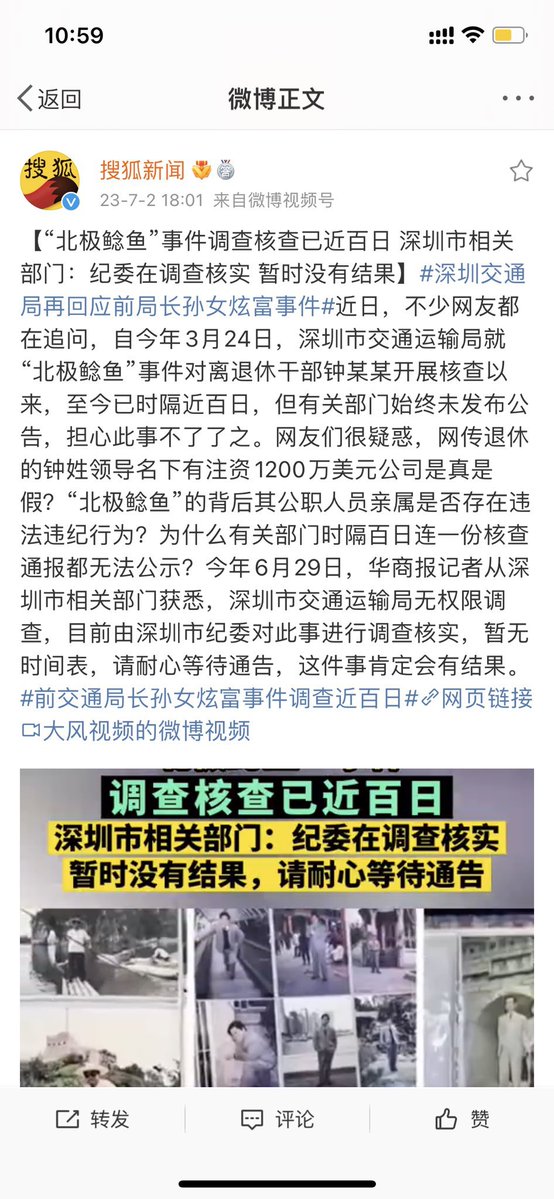 10:59
返回
微博正文
搜狐
搜狐新闻
23-7-2 18:01 来自微博视频号
【“北极鲶鱼”事件调查核查已近百日 深圳市相关
部门：纪委在调查核实 暂时没有结果】#深圳交通
局再回应前局长孙女炫富事件#近日，不少网友都
在追问，自今年3月24日，深圳市交通运输局就
“北极鲶鱼”事件对离退休干部钟某某开展核查以
来，至今已时隔近百日，但有关部门始终未发布公
告，担心此事不了了之。网友们很疑惑，网传退休
的钟姓领导名下有注资1200万美元公司是真是
假？“北极鲶鱼”的背后其公职人员亲属是否存在违
法违纪行为？为什么有关部门时隔百日连一份核查
通报都无法公示？今年6月29日，华商报记者从深
圳市相关部门获悉，深圳市交通运输局无权限调
查，目前由深圳市纪委对此事进行调查核实，暂无
时间表，请耐心等待通告，这件事肯定会有结果。
#前交通局长孙女炫富事件调查近百日#网页链接
大风视频的微博视频
调查核查已近百日
深圳市相关部门：纪委在调查核实
暂时没有结果，请耐心等待通告
转发
评论
赞